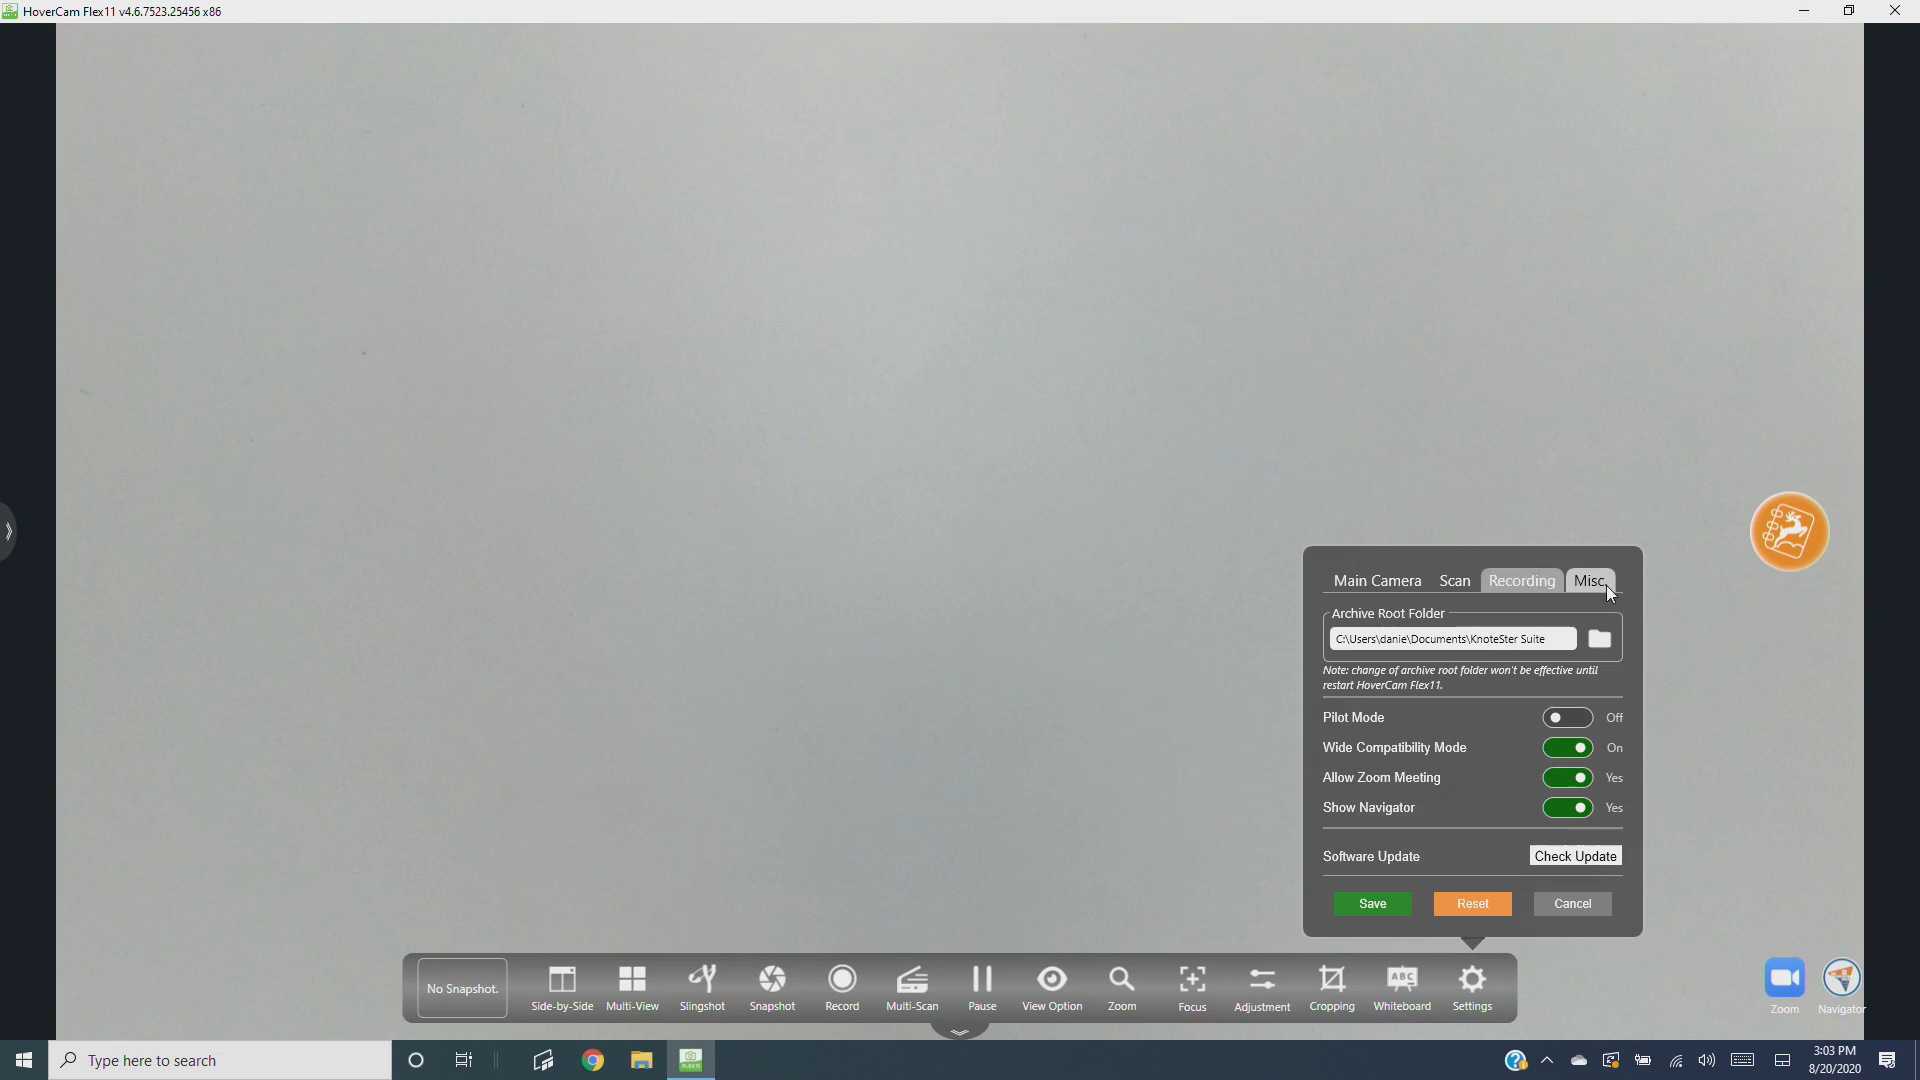 HoverCam Flex11 v4.6.7523.25456 x86
Main Camera Scan Recording Misc
Archive Root Folder
C:\Users\danie\Documents\KnoteSter Suite
Note: change of archive root folder won't be effective until
restart HoverCam Flex11.
Pilot Mode Off
Wide Compatibility Mode On
Allow Zoom Meeting Yes
Show Navigator Yes
Software Update Check Update
Save Reset Cancel
No Snapshot.
Side-by-Side Multi-View Slingshot Snapshot Record Multi-Scan Pause View Option Zoom Focus Adjustment Cropping Whiteboard Settings
ABC
Zoom Navigator
Type here to search
3:03 PM
8/20/2020